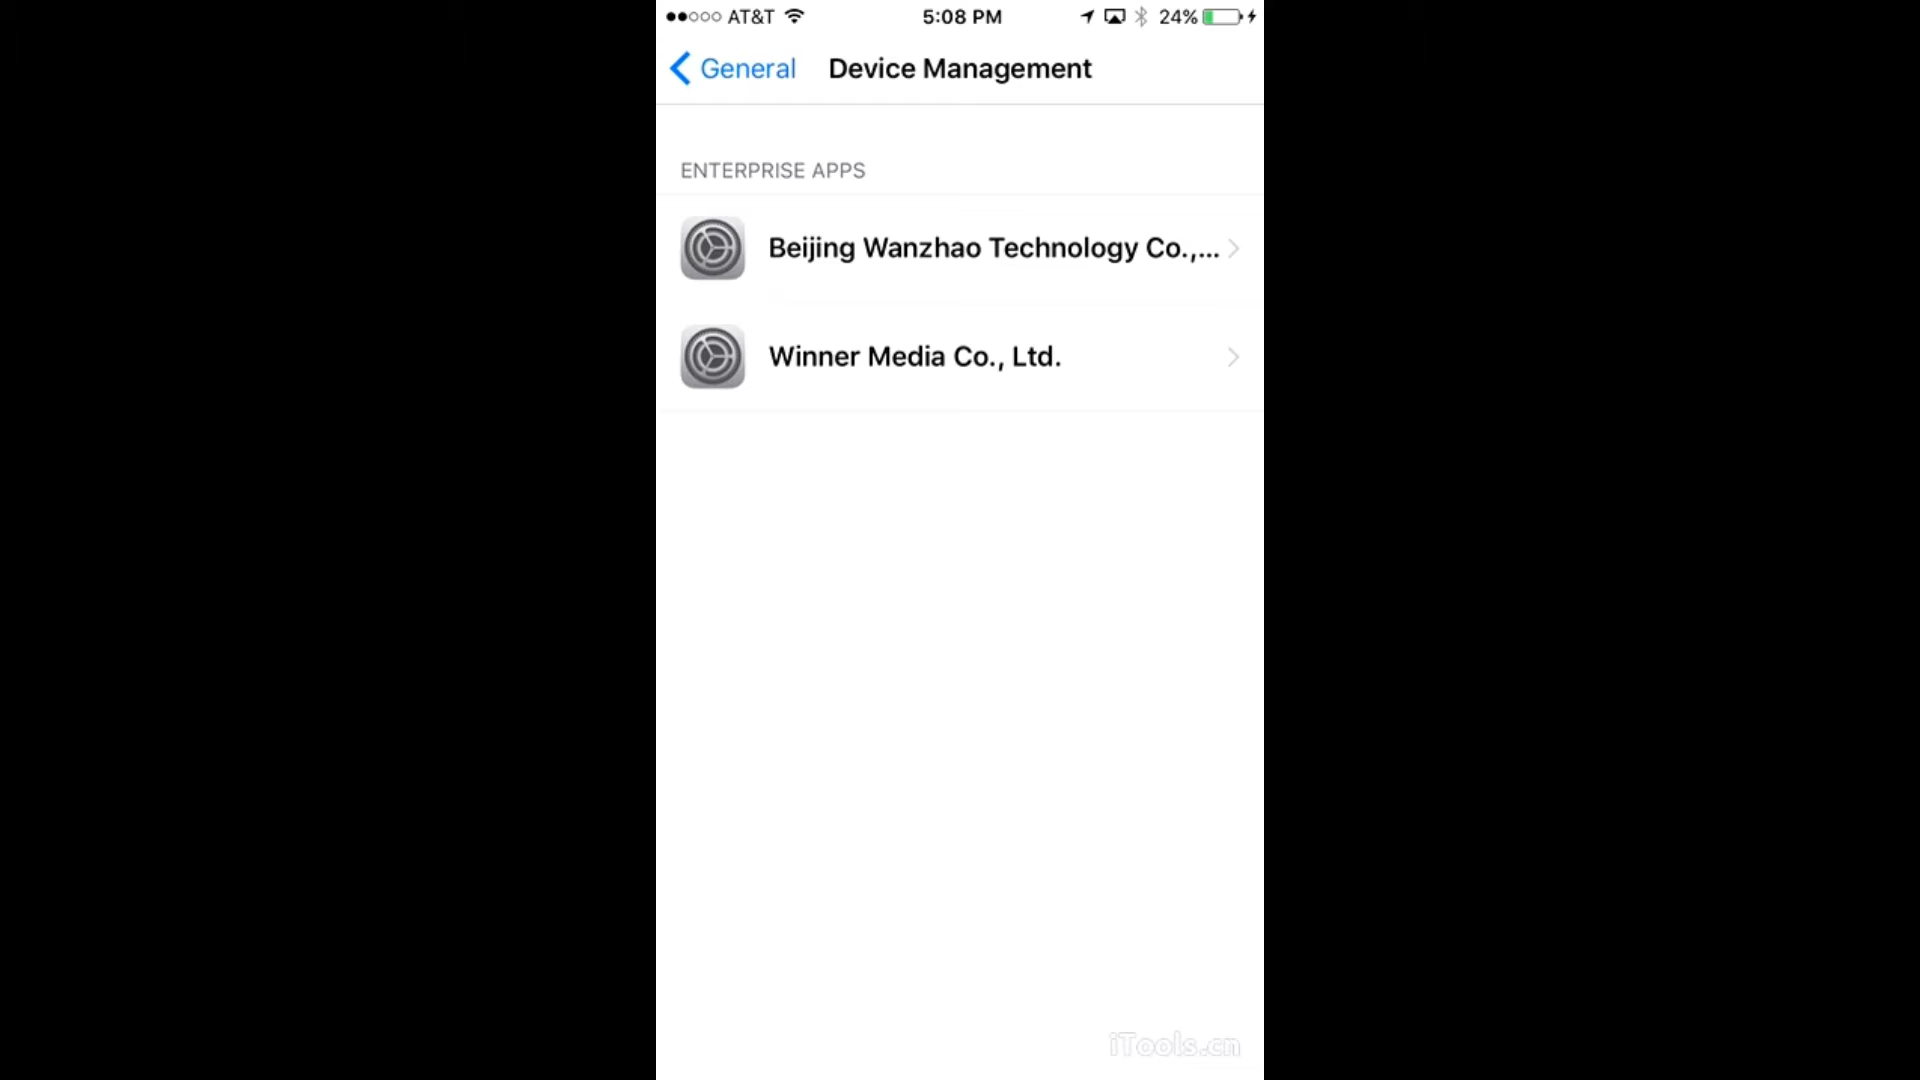 AT&T 5:08 PM 24%
General Device Management
ENTERPRISE APPS
Beijing Wanzhao Technology Co.,...
Winner Media Co., Ltd.
iTools.cn